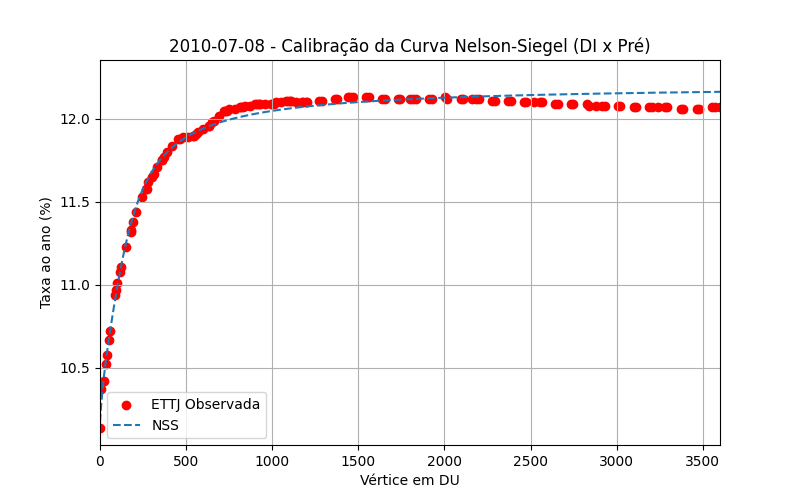 2010-07-08 - Calibração da Curva Nelson-Siegel (DI x Pré)
Taxa ao ano (%)
12.0
11.5
11.0
10.5
ETTJ Observada
NSS
0 500 1000 1500 2000 2500 3000 3500
Vértice em DU